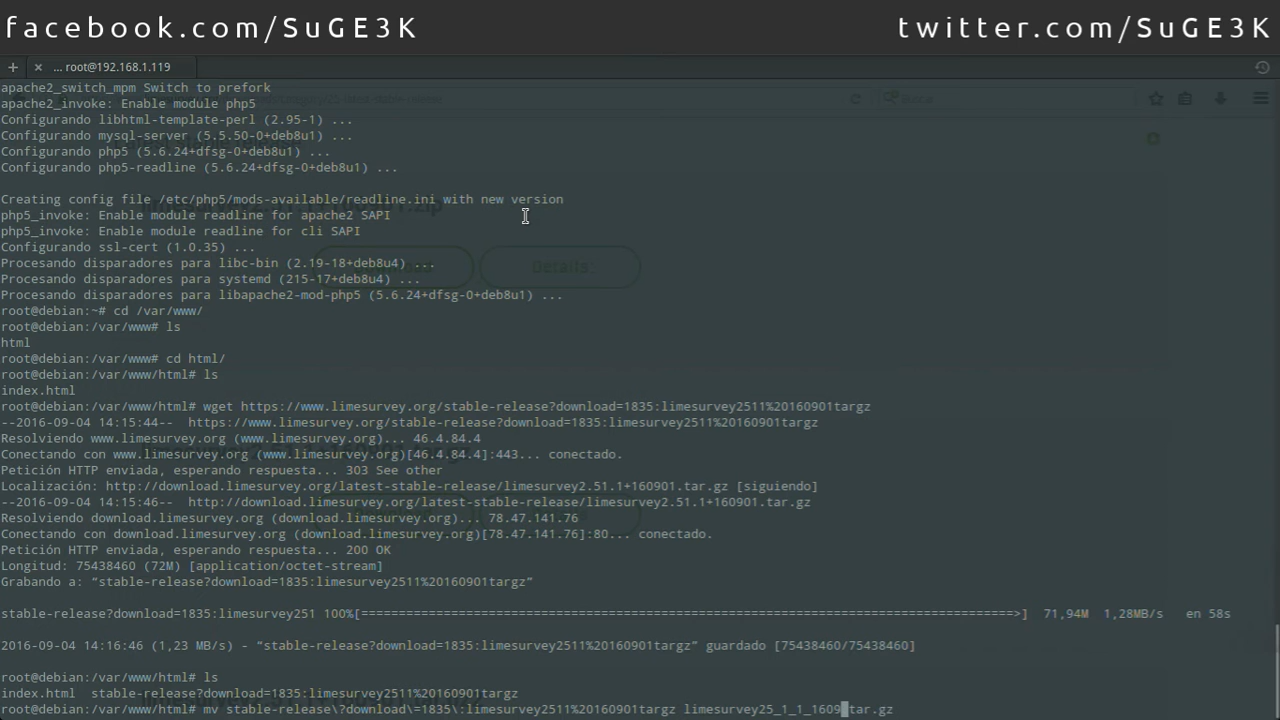 facebook.com/SuGE3K
twitter.com/SuGE3K
+ × ... root@192.168.1.119
apache2_switch_mpm Switch to prefork
apache2_invoke: Enable module php5
Configurando libhtml-template-perl (2.95-1) ...
Configurando mysql-server (5.5.50-0+deb8u1) ...
Configurando php5 (5.6.24+dfsg-0+deb8u1) ...
Configurando php5-readline (5.6.24+dfsg-0+deb8u1) ...
Creating config file /etc/php5/mods-available/readline.ini with new version
php5_invoke: Enable module readline for apache2 SAPI
php5_invoke: Enable module readline for cli SAPI
Configurando ssl-cert (1.0.35) ...
Procesando disparadores para libc-bin (2.19-18+deb8u4) ...
Details
Procesando disparadores para systemd (215-17+deb8u4) ...
Procesando disparadores para libapache2-mod-php5 (5.6.24+dfsg-0+deb8u1) ...
root@debian:~# cd /var/www/
root@debian:/var/www# ls
html
root@debian:/var/www# cd html/
root@debian:/var/www/html# ls
index.html
root@debian:/var/www/html# wget https://www.limesurvey.org/stable-release?download=1835:limesurvey2511%20160901targz
--2016-09-04 14:15:44--  https://www.limesurvey.org/stable-release?download=1835:limesurvey2511%20160901targz
Resolviendo www.limesurvey.org (www.limesurvey.org)... 46.4.84.4
Conectando con www.limesurvey.org (www.limesurvey.org)[46.4.84.4]:443... conectado.
Petición HTTP enviada, esperando respuesta... 303 See other
Localización: http://download.limesurvey.org/latest-stable-release/limesurvey2.51.1+160901.tar.gz [siguiendo]
--2016-09-04 14:15:46--  http://download.limesurvey.org/latest-stable-release/limesurvey2.51.1+160901.tar.gz
Resolviendo download.limesurvey.org (download.limesurvey.org)... 78.47.141.76
Conectando con download.limesurvey.org (download.limesurvey.org)[78.47.141.76]:80... conectado.
Petición HTTP enviada, esperando respuesta... 200 OK
Longitud: 75438460 (72M) [application/octet-stream]
Grabando a: “stable-release?download=1835:limesurvey2511%20160901targz”
stable-release?download=1835:limesurvey251 100%[=======================================================================================>]  71,94M  1,28MB/s   en 58s
2016-09-04 14:16:46 (1,23 MB/s) - “stable-release?download=1835:limesurvey2511%20160901targz” guardado [75438460/75438460]
root@debian:/var/www/html# ls
index.html  stable-release?download=1835:limesurvey2511%20160901targz
root@debian:/var/www/html# mv stable-release\?download\=1835\:limesurvey2511%20160901targz limesurvey25_1_1_1609 tar.gz